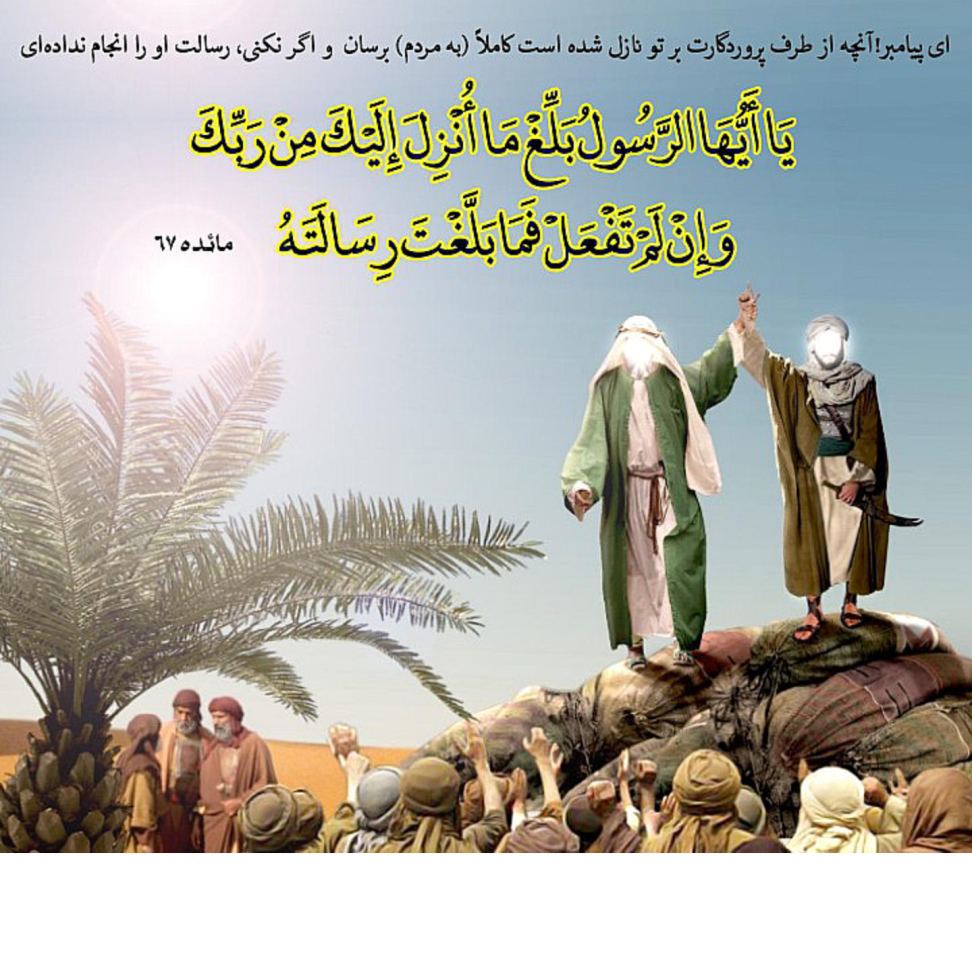 ای پیامبر!آنچه از طرف پروردگارت بر تو نازل شده است کاملاً (به مردم) برسان و اگر نکنی، رسالت او را انجام نداده‌ای
يَا أَيُّهَا الرَّسُولُ بَلِّغْ مَا أُنْزِلَ إِلَيْكَ مِنْ رَبِّكَ
وَإِنْ لَمْ تَفْعَلْ فَمَا بَلَّغْتَ رِسَالَتَهُ مائده ٦٧